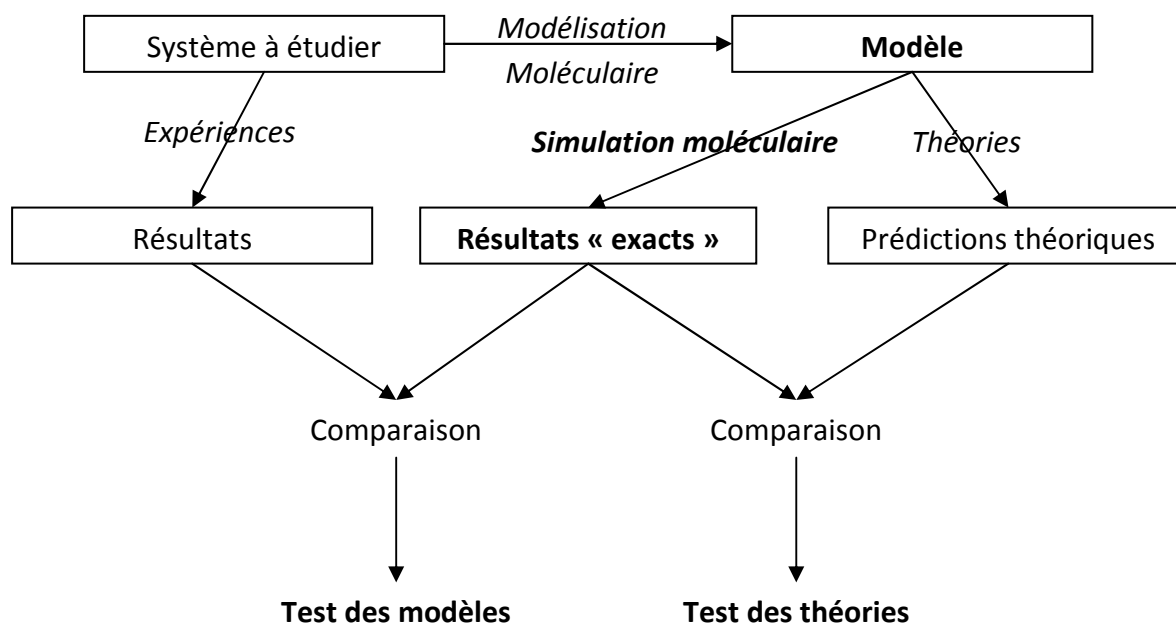 Système à étudier
Modélisation
Moléculaire
Modèle
Expériences
Simulation moléculaire
Théories
Résultats
Résultats « exacts »
Prédictions théoriques
Comparaison
Comparaison
Test des modèles
Test des théories